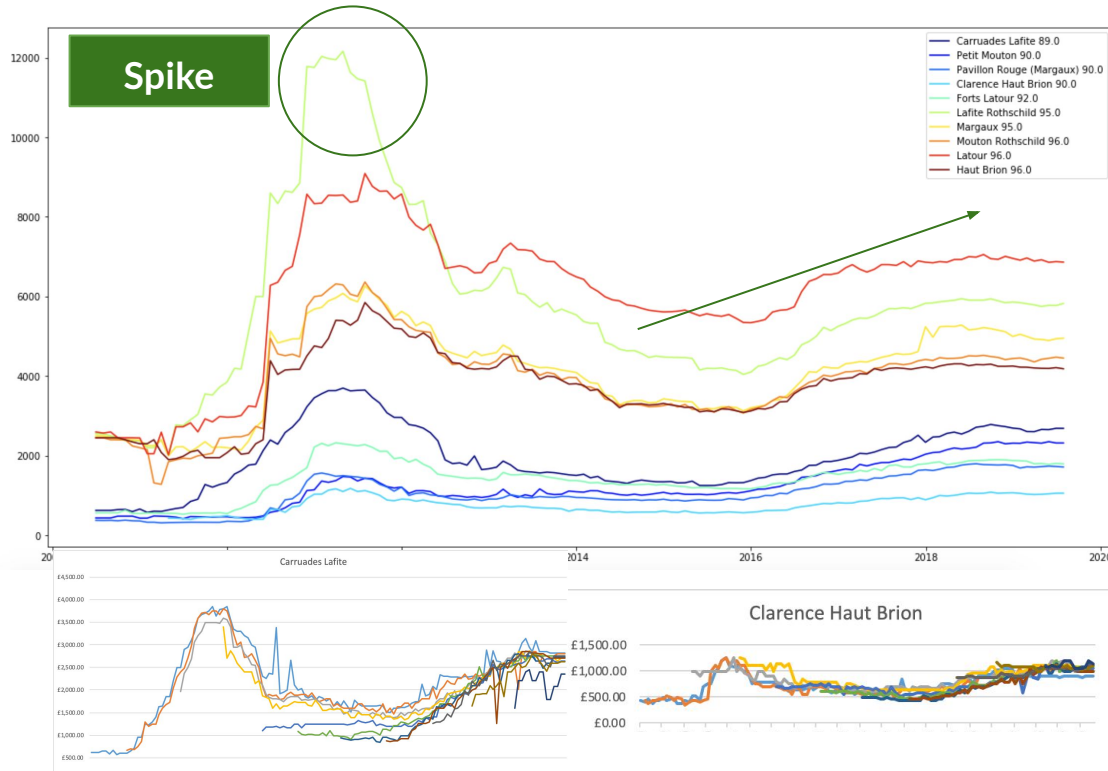 Spike
12000
10000
8000
6000
4000
2000
0
Carruades Lafite 89.0
Petit Mouton 90.0
Pavillon Rouge (Margaux) 90.0
Clarence Haut Brion 90.0
Forts Latour 92.0
Lafite Rothschild 95.0
Margaux 95.0
Mouton Rothschild 96.0
Latour 96.0
Haut Brion 96.0
20
2014
2016
2018
2020
Carruades Lafite
£4,500.00
£4,000.00
£3,500.00
£3,000.00
£2,500.00
£2,000.00
£1,500.00
£1,000.00
£500.00
Clarence Haut Brion
£1,500.00
£1,000.00
£500.00
£0.00